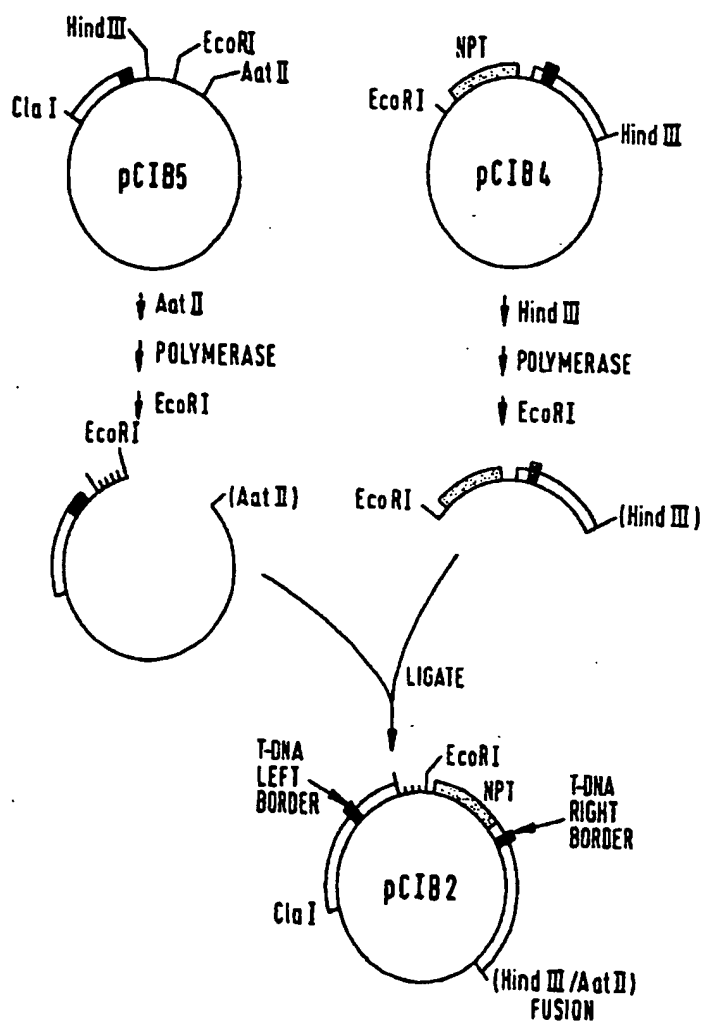 Hind III
EcoRI
Aat II
Cla I
pCIB5
NPT
EcoRI
Hind III
pCIB4
Aat II
POLYMERASE
EcoRI
Hind III
POLYMERASE
EcoRI
EcoRI
(Aat II)
EcoRI
(Hind III)
LIGATE
T-DNA
LEFT
BORDER
EcoRI
NPT
T-DNA
RIGHT
BORDER
pCIB2
Cla I
(Hind III/Aat II)
FUSION